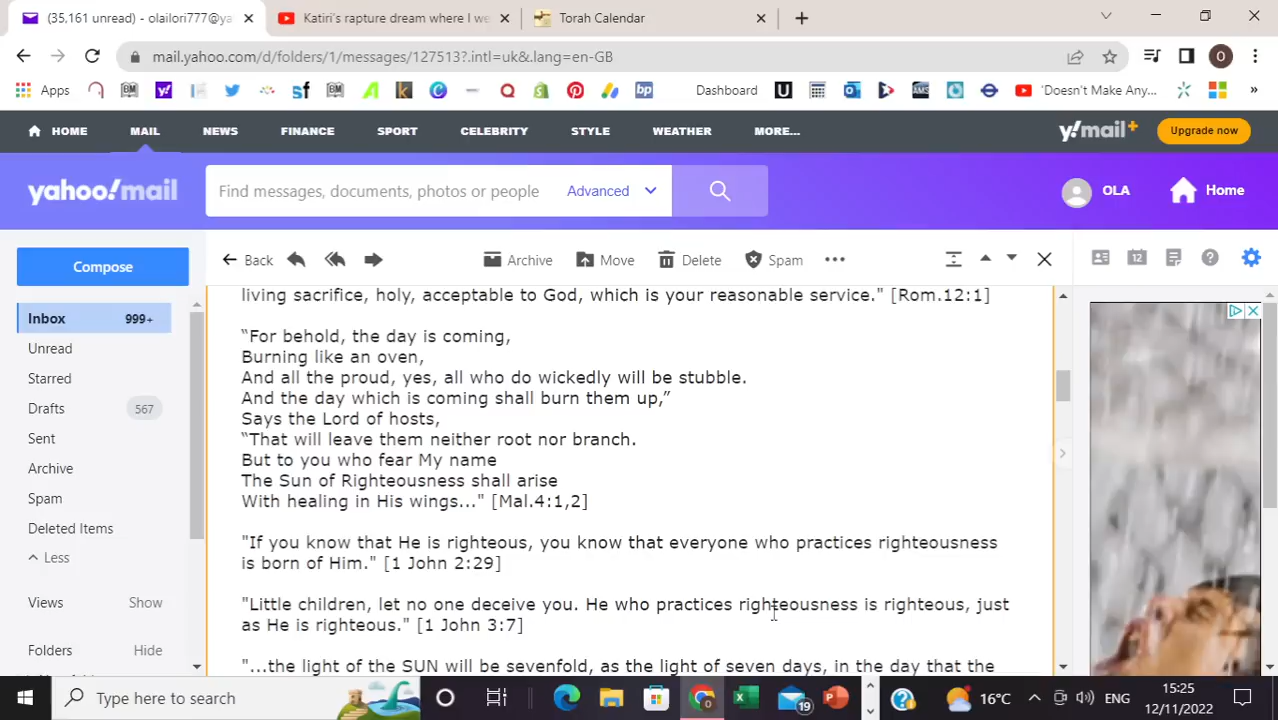 (35,161 unread) - olailori777@ya
Katiri's rapture dream where I we
Torah Calendar
mail.yahoo.com/d/folders/1/messages/127513?.intl=uk&.lang=en-GB
O
Apps
BM
BM
bp
Dashboard
U
AMS
'Doesn't Make Any...
HOME
MAIL
NEWS
FINANCE
SPORT
CELEBRITY
STYLE
WEATHER
MORE...
y!mail+
Upgrade now
yahoo!mail
Find messages, documents, photos or people
Advanced
OLA
Home
Compose
Back
Archive
Move
Delete
Spam
12
Inbox 999+
Unread
Starred
Drafts 567
Sent
Archive
Spam
Deleted Items
Less
Views Show
Folders Hide
living sacrifice, holy, acceptable to God, which is your reasonable service." [Rom.12:1]
“For behold, the day is coming,
Burning like an oven,
And all the proud, yes, all who do wickedly will be stubble.
And the day which is coming shall burn them up,”
Says the Lord of hosts,
“That will leave them neither root nor branch.
But to you who fear My name
The Sun of Righteousness shall arise
With healing in His wings..." [Mal.4:1,2]
"If you know that He is righteous, you know that everyone who practices righteousness
is born of Him." [1 John 2:29]
"Little children, let no one deceive you. He who practices righteousness is righteous, just
as He is righteous." [1 John 3:7]
"...the light of the SUN will be sevenfold, as the light of seven days, in the day that the
Type here to search
19
16°C
ENG
15:25
12/11/2022